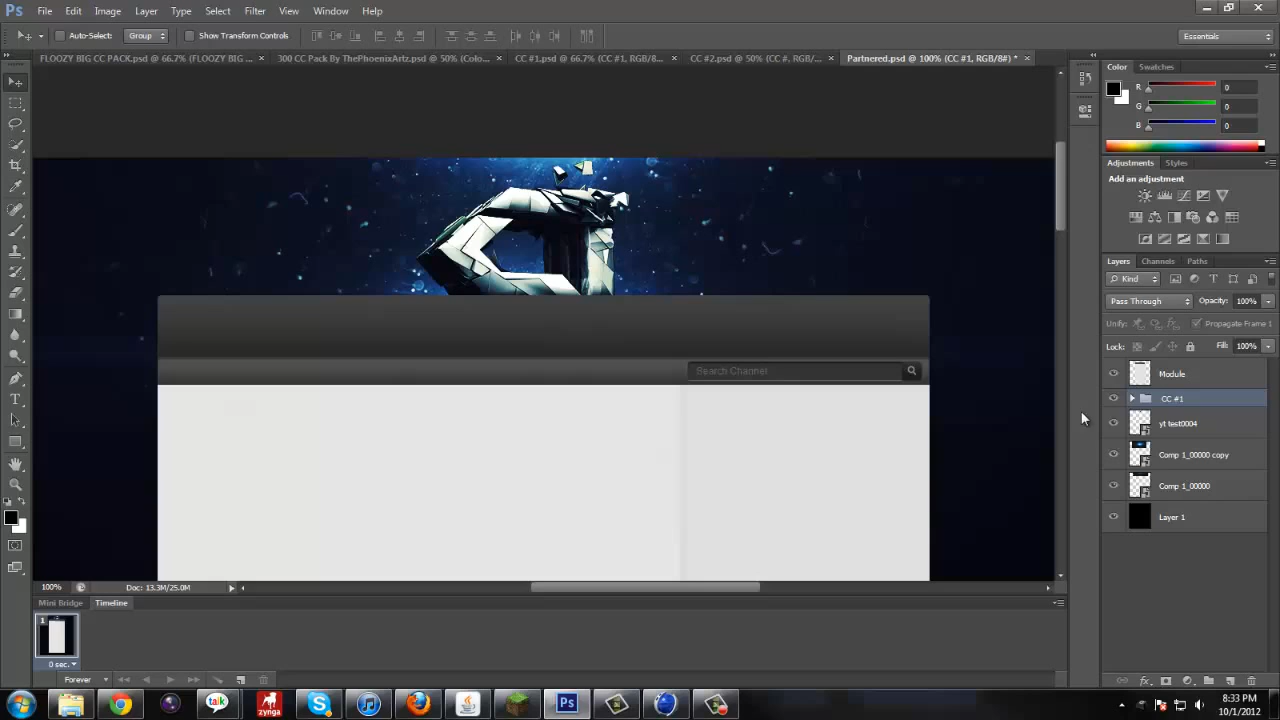 Ps File Edit Image Layer Type Select Filter View Window Help
Auto-Select: Group Show Transform Controls Essentials
FLOOZY BIG CC PACK.psd @ 66.7% (FLOOZY BIG ... × 300 CC Pack By ThePhoenixArtz.psd @ 50% (Colo... × CC #1.psd @ 66.7% (CC #1, RGB/8... × CC #2.psd @ 50% (CC #, RGB/... × Partnered.psd @ 100% (CC #1, RGB/8#) * ×
Color Swatches
R 0
G 0
B 0
Adjustments Styles
Add an adjustment
Layers Channels Paths
Kind
Pass Through Opacity: 100%
Unify: Propagate Frame 1
Lock: Fill: 100%
Module
CC #1
yt test0004
Comp 1_00000 copy
Comp 1_00000
Layer 1
Search Channel
100% Doc: 13.3M/25.0M
Mini Bridge Timeline
1
0 sec.
Forever
talk
zynga
Ps
8:33 PM
10/1/2012